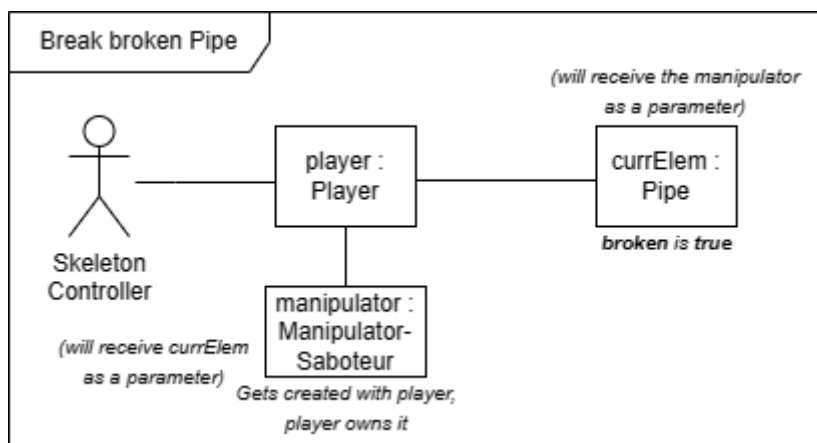 Break broken Pipe
(will receive the manipulator
as a parameter)
player :
Player
currElem :
Pipe
broken is true
Skeleton
Controller
manipulator :
Manipulator-
Saboteur
(will receive currElem
as a parameter)
Gets created with player,
player owns it